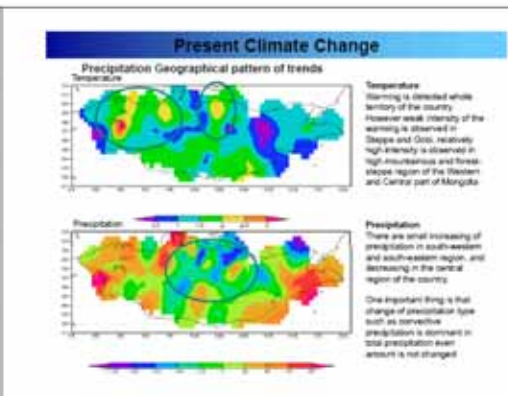 Present Climate Change
Precipitation Geographical pattern of trends
Temperature
Temperature
Warming is detected whole
territory of the country.
However weak intensity of the
warming is observed in
Steppe and Gobi, relatively
high intensity is observed in
high mountainous and forest-
steppe region of the Western
and Central part of Mongolia
Precipitation
Precipitation
There are small increasing of
precipitation in south-western
and south-eastern region, and
decreasing in the central
region of the country.
One important thing is that
change of precipitation type
such as convective
precipitation is dominant in
total precipitation even
amount is not changed